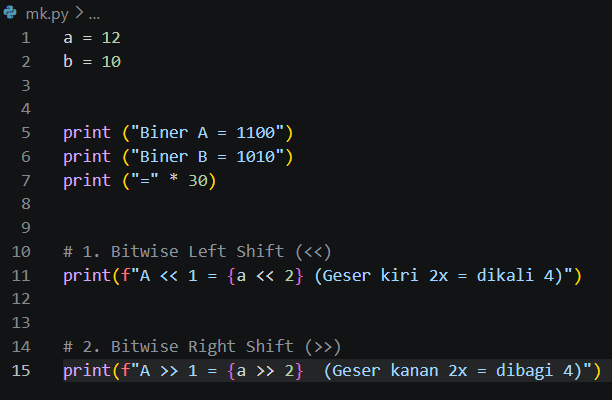 mk.py > ...
1 a = 12
2 b = 10
3
4
5 print ("Biner A = 1100")
6 print ("Biner B = 1010")
7 print ("=" * 30)
8
9
10 # 1. Bitwise Left Shift (<<)
11 print(f"A << 1 = {a << 2} (Geser kiri 2x = dikali 4)")
12
13
14 # 2. Bitwise Right Shift (>>)
15 print(f"A >> 1 = {a >> 2}  (Geser kanan 2x = dibagi 4)")